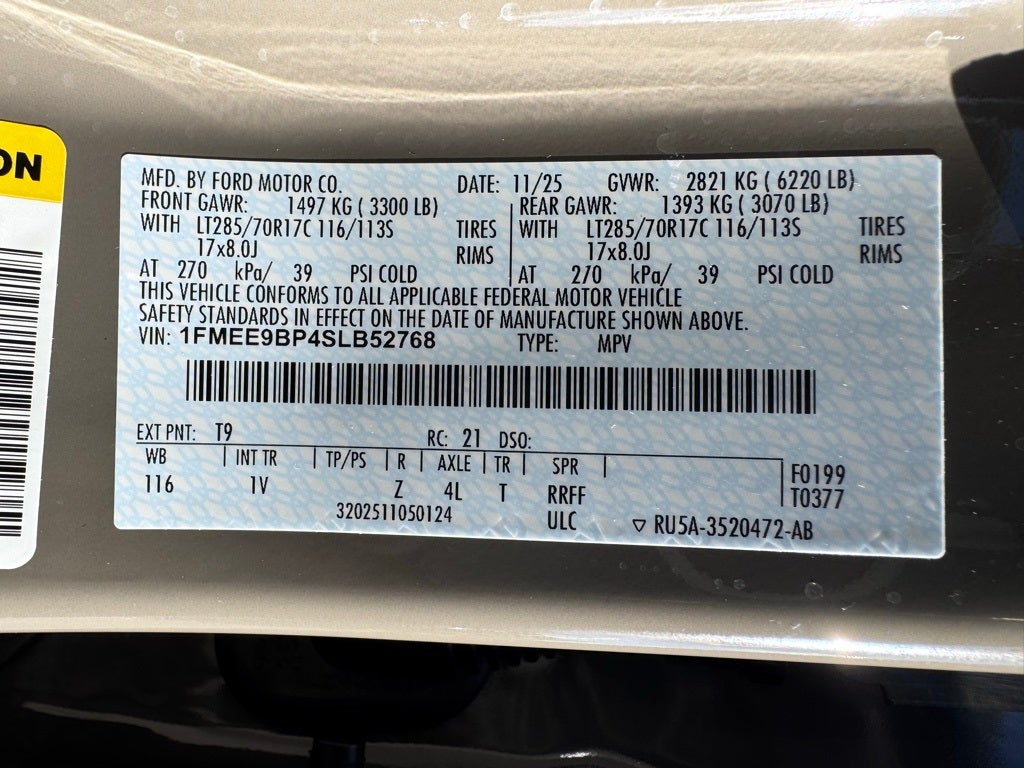 ON
MFD. BY FORD MOTOR CO. DATE: 11/25 GVWR: 2821 KG ( 6220 LB)
FRONT GAWR: 1497 KG ( 3300 LB) REAR GAWR: 1393 KG ( 3070 LB)
WITH LT285/70R17C 116/113S TIRES WITH LT285/70R17C 116/113S TIRES
17x8.0J RIMS 17x8.0J RIMS
AT 270 kPa/ 39 PSI COLD AT 270 kPa/ 39 PSI COLD
THIS VEHICLE CONFORMS TO ALL APPLICABLE FEDERAL MOTOR VEHICLE
SAFETY STANDARDS IN EFFECT ON THE DATE OF MANUFACTURE SHOWN ABOVE.
VIN: 1FMEE9BP4SLB52768 TYPE: MPV
EXT PNT: T9 RC: 21 DSO:
WB INT TR TP/PS R AXLE TR SPR F0199
116 1V Z 4L T RRFF T0377
3202511050124 ULC ▽ RU5A-3520472-AB